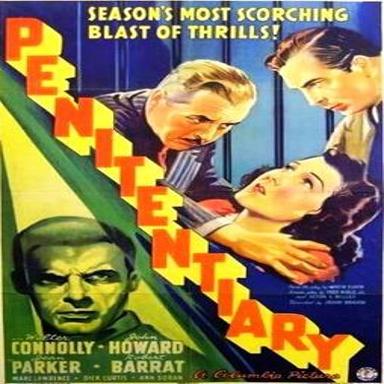 SEASON'S MOST SCORCHING
BLAST OF THRILLS!
PENITENTIARY
Walter John
CONNOLLY · HOWARD
Jean Robert
PARKER · BARRAT
MARC LAWRENCE · DICK CURTIS · ANN DORAN
A Columbia Picture